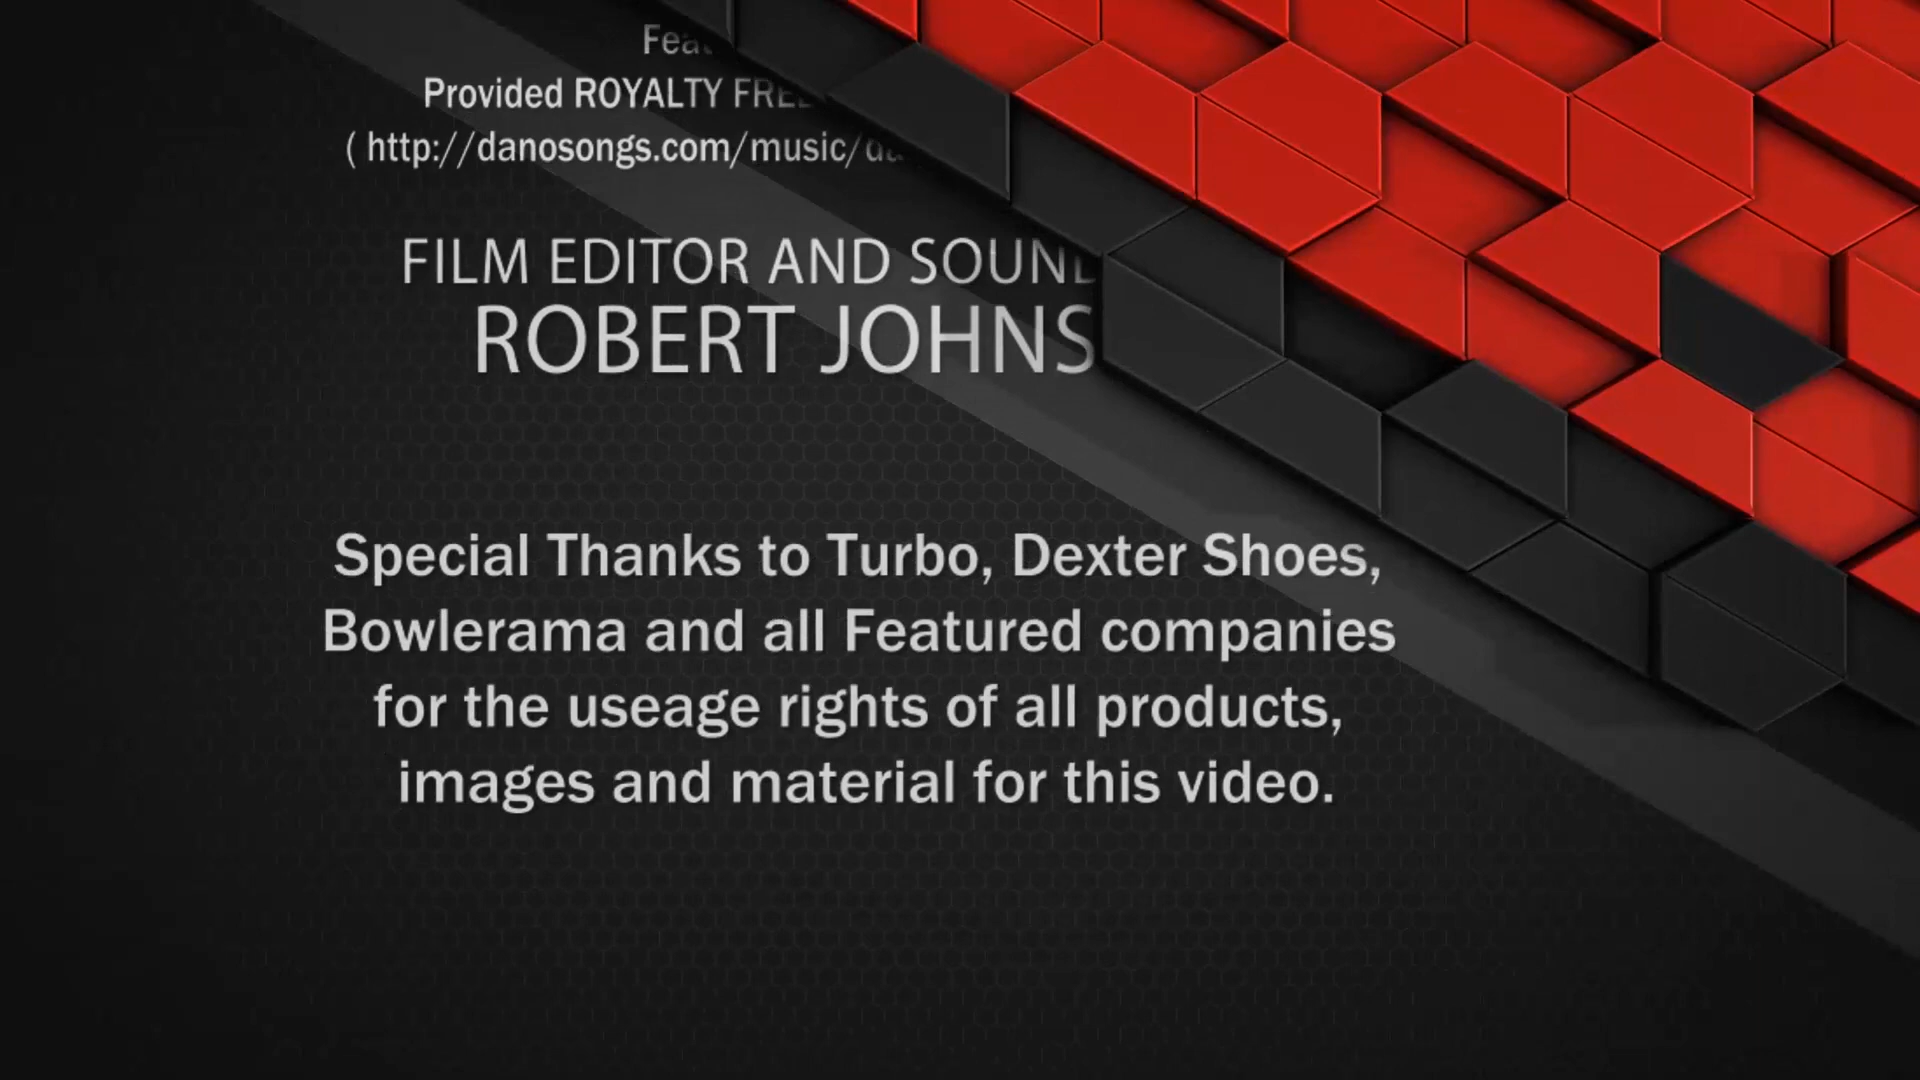 Provided ROYALTY
( http://danosongs.com/music/
FILM EDITOR AND
ROBERT
Special Thanks to Turbo, Dexter Shoes,
Bowlerama and all Featured companies
for the useage rights of all products,
images and material for this video.